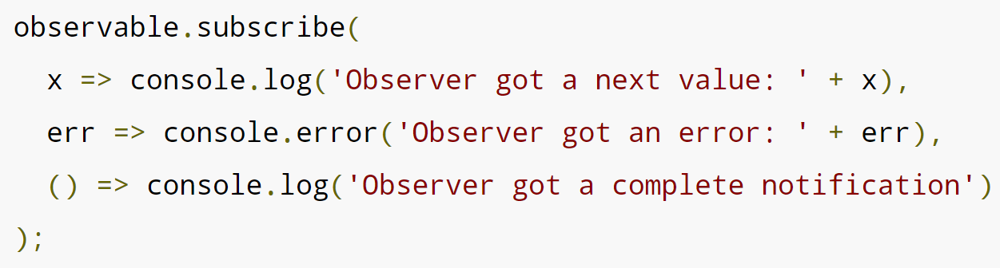 observable.subscribe(
  x => console.log('Observer got a next value: ' + x),
  err => console.error('Observer got an error: ' + err),
  () => console.log('Observer got a complete notification')
);